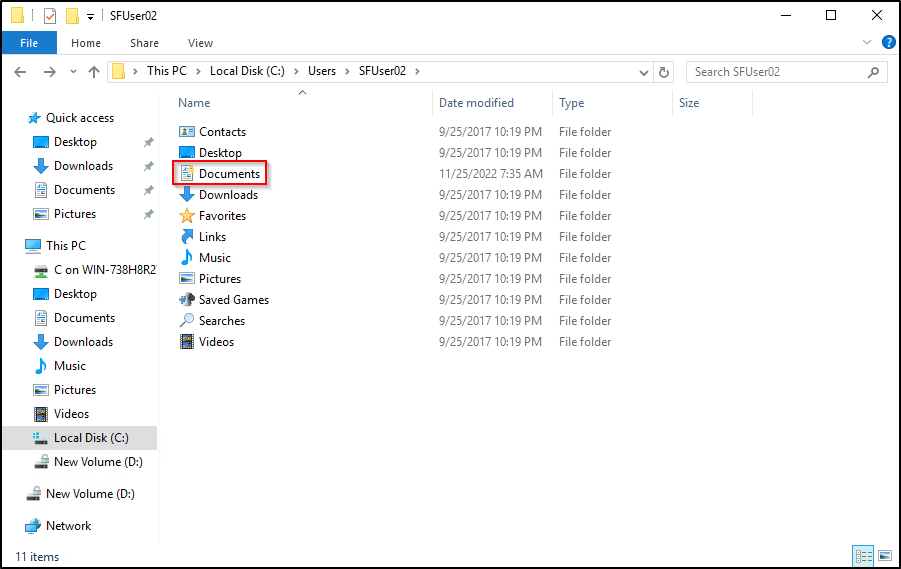 SFUser02
File Home Share View
This PC Local Disk (C:) Users SFUser02
Search SFUser02
Quick access
Desktop
Downloads
Documents
Pictures
This PC
C on WIN-738H8R2
Desktop
Documents
Downloads
Music
Pictures
Videos
Local Disk (C:)
New Volume (D:)
New Volume (D:)
Network
Name Date modified Type Size
Contacts 9/25/2017 10:19 PM File folder
Desktop 9/25/2017 10:19 PM File folder
Documents 11/25/2022 7:35 AM File folder
Downloads 9/25/2017 10:19 PM File folder
Favorites 9/25/2017 10:19 PM File folder
Links 9/25/2017 10:19 PM File folder
Music 9/25/2017 10:19 PM File folder
Pictures 9/25/2017 10:19 PM File folder
Saved Games 9/25/2017 10:19 PM File folder
Searches 9/25/2017 10:19 PM File folder
Videos 9/25/2017 10:19 PM File folder
11 items